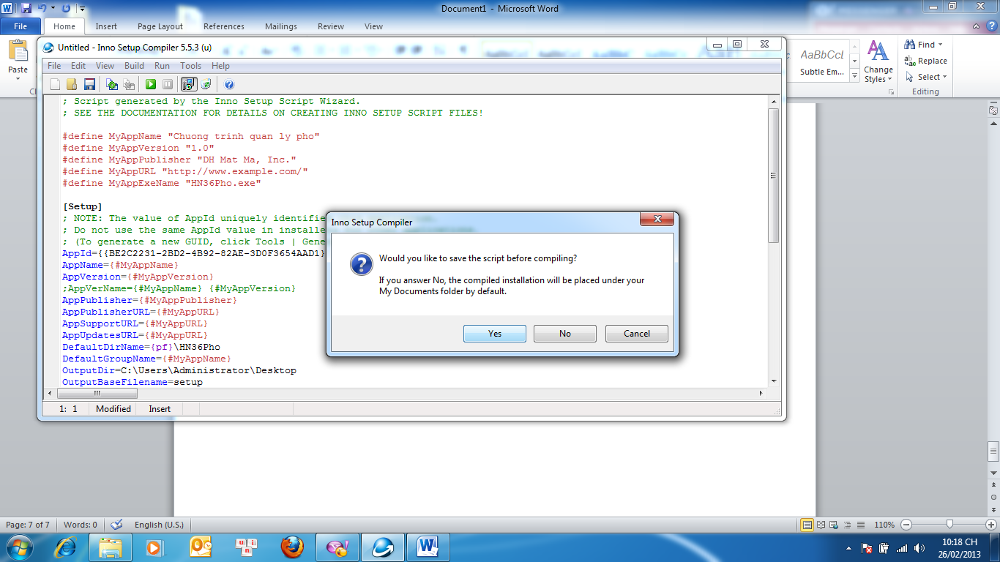 Document1 - Microsoft Word
File Home Insert Page Layout References Mailings Review View
Paste
AaBbCcL
Subtle Em...
Change
Styles
Find
Replace
Select
Editing
Untitled - Inno Setup Compiler 5.5.3 (u)
File Edit View Build Run Tools Help
; Script generated by the Inno Setup Script Wizard.
; SEE THE DOCUMENTATION FOR DETAILS ON CREATING INNO SETUP SCRIPT FILES!
#define MyAppName "Chuong trinh quan ly pho"
#define MyAppVersion "1.0"
#define MyAppPublisher "DH Mat Ma, Inc."
#define MyAppURL "http://www.example.com/"
#define MyAppExeName "HN36Pho.exe"
[Setup]
; NOTE: The value of AppId uniquely identifie
; Do not use the same AppId value in installe
; (To generate a new GUID, click Tools | Gene
AppId={{BE2C2231-2BD2-4B92-82AE-3D0F3654AAD1}
AppName={#MyAppName}
AppVersion={#MyAppVersion}
;AppVerName={#MyAppName} {#MyAppVersion}
AppPublisher={#MyAppPublisher}
AppPublisherURL={#MyAppURL}
AppSupportURL={#MyAppURL}
AppUpdatesURL={#MyAppURL}
DefaultDirName={pf}\HN36Pho
DefaultGroupName={#MyAppName}
OutputDir=C:\Users\Administrator\Desktop
OutputBaseFilename=setup
1: 1 Modified Insert
Inno Setup Compiler
Would you like to save the script before compiling?
If you answer No, the compiled installation will be placed under your
My Documents folder by default.
Yes No Cancel
Page: 7 of 7 Words: 0 English (U.S.) 110%
10:18 CH
26/02/2013